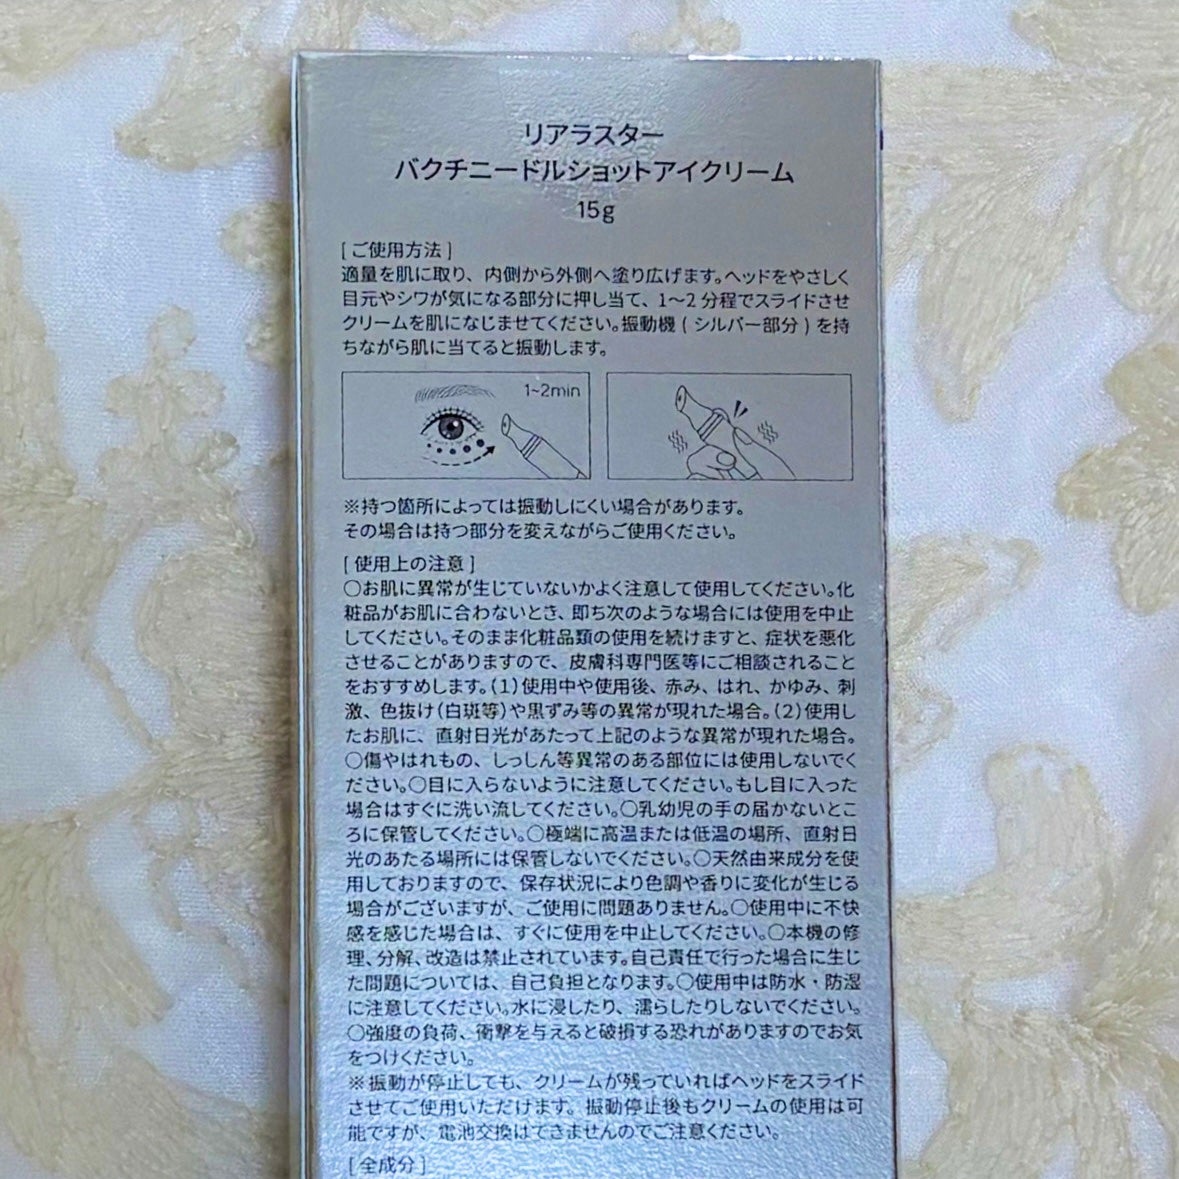 リアラスター
バクチニードルショットアイクリーム
15g
[ご使用方法]
適量を肌に取り、内側から外側へ塗り広げます。ヘッドをやさしく
目元やシワが気になる部分に押し当て、1〜2分程でスライドさせ
クリームを肌になじませてください。振動機(シルバー部分)を持
ちながら肌に当てると振動します。
1~2min
※持つ箇所によっては振動しにくい場合があります。
その場合は持つ部分を変えながらご使用ください。
[使用上の注意]
○お肌に異常が生じていないかよく注意して使用してください。化
粧品がお肌に合わないとき、即ち次のような場合には使用を中止
してください。そのまま化粧品類の使用を続けますと、症状を悪化
させることがありますので、皮膚科専門医等にご相談されること
をおすすめします。(1)使用中や使用後、赤み、はれ、かゆみ、刺
激、色抜け(白斑等)や黒ずみ等の異常が現れた場合。(2)使用し
たお肌に、直射日光があたって上記のような異常が現れた場合。
○傷やはれもの、しっしん等異常のある部位には使用しないでく
ださい。○目に入らないように注意してください。もし目に入った
場合はすぐに洗い流してください。○乳幼児の手の届かないとこ
ろに保管してください。○極端に高温または低温の場所、直射日
光のあたる場所には保管しないでください。○天然由来成分を使
用しておりますので、保存状況により色調や香りに変化が生じる
場合がございますが、ご使用に問題ありません。○使用中に不快
感を感じた場合は、すぐに使用を中止してください。○本機の修
理、分解、改造は禁止されています。自己責任で行った場合に生じ
た問題については、自己負担となります。○使用中は防水・防湿
に注意してください。水に浸したり、濡らしたりしないでください。
○強度の負荷、衝撃を与えると破損する恐れがありますのでお気
をつけください。
※振動が停止しても、クリームが残っていればヘッドをスライド
させてご使用いただけます。振動停止後もクリームの使用は可
能ですが、電池交換はできませんのでご注意ください。
[全成分]